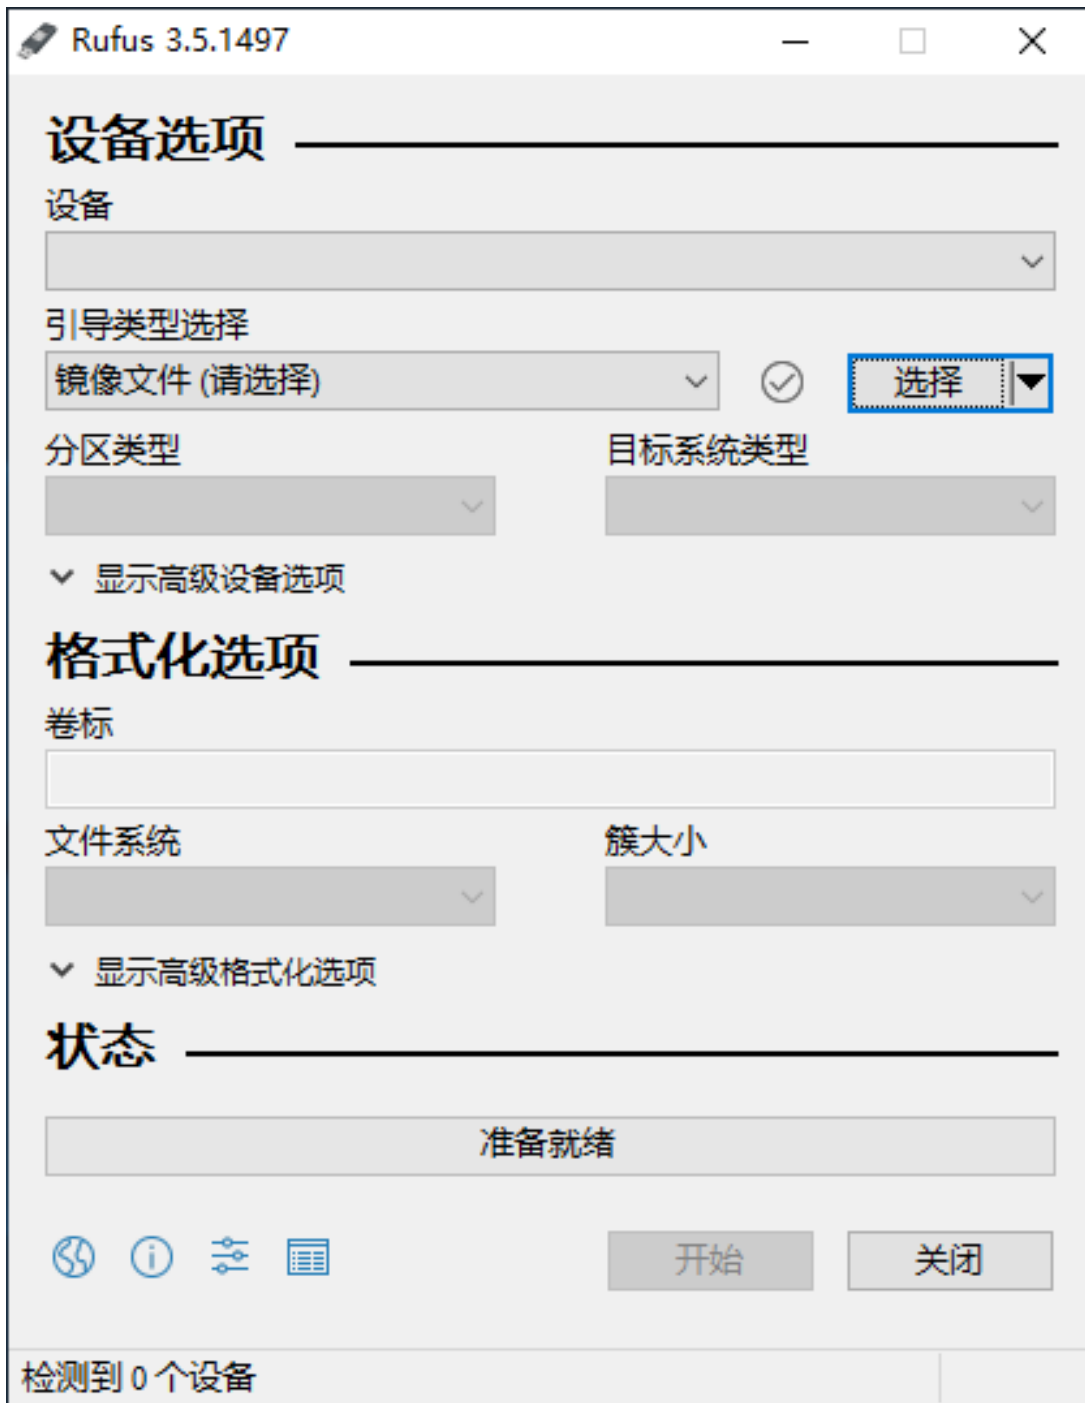 Rufus 3.5.1497
设备选项
设备
引导类型选择
镜像文件 (请选择)
选择
分区类型
目标系统类型
显示高级设备选项
格式化选项
卷标
文件系统
簇大小
显示高级格式化选项
状态
准备就绪
开始
关闭
检测到 0 个设备